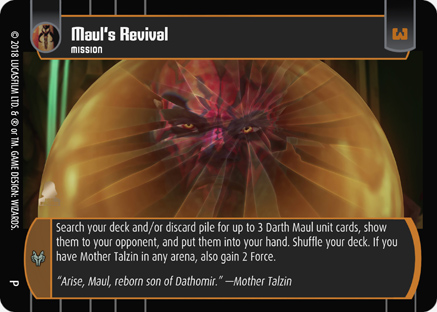 Maul's Revival
MISSION
3
Search your deck and/or discard pile for up to 3 Darth Maul unit cards, show
them to your opponent, and put them into your hand. Shuffle your deck. If you
have Mother Talzin in any arena, also gain 2 Force.
"Arise, Maul, reborn son of Dathomir." —Mother Talzin
© 2018 LUCASFILM LTD. & ® OR TM. GAME DESIGN: WIZARDS.
P